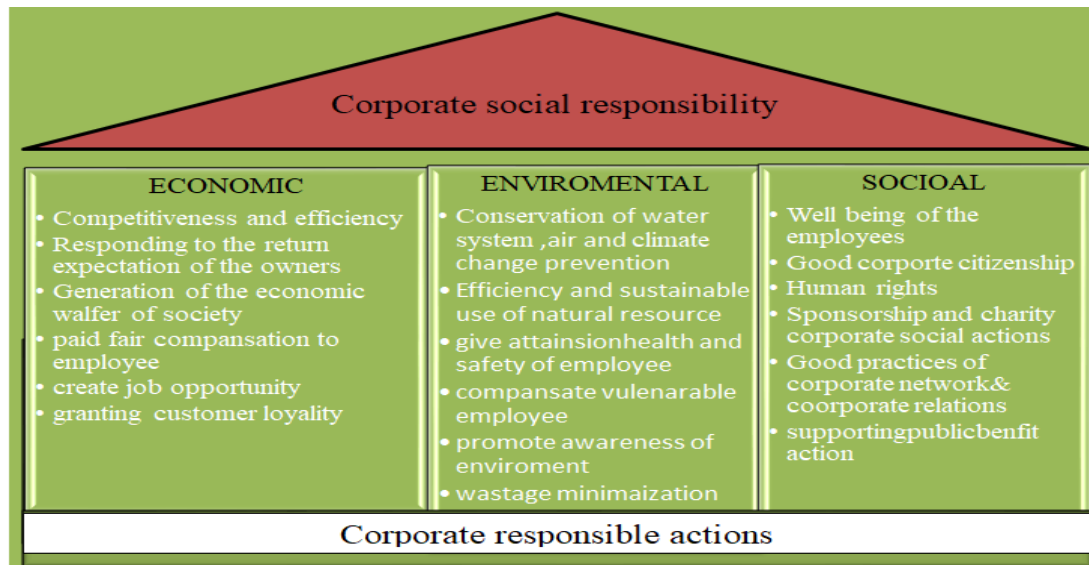 Corporate social responsibility
ECONOMIC
• Competitiveness and efficiency
• Responding to the return
expectation of the owners
• Generation of the economic
walfer of society
• paid fair compansation to
employee
• create job opportunity
• granting customer loyality
ENVIROMENTAL
• Conservation of water
system ,air and climate
change prevention
• Efficiency and sustainable
use of natural resource
• give attainsionhealth and
safety of employee
• compansate vulenarable
employee
• promote awareness of
enviroment
• wastage minimaization
SOCIOAL
• Well being of the
employees
• Good corporte citizenship
• Human rights
• Sponsorship and charity
corporate social actions
• Good practices of
corporate network&
coorporate relations
• supportingpublicbenfit
action
Corporate responsible actions